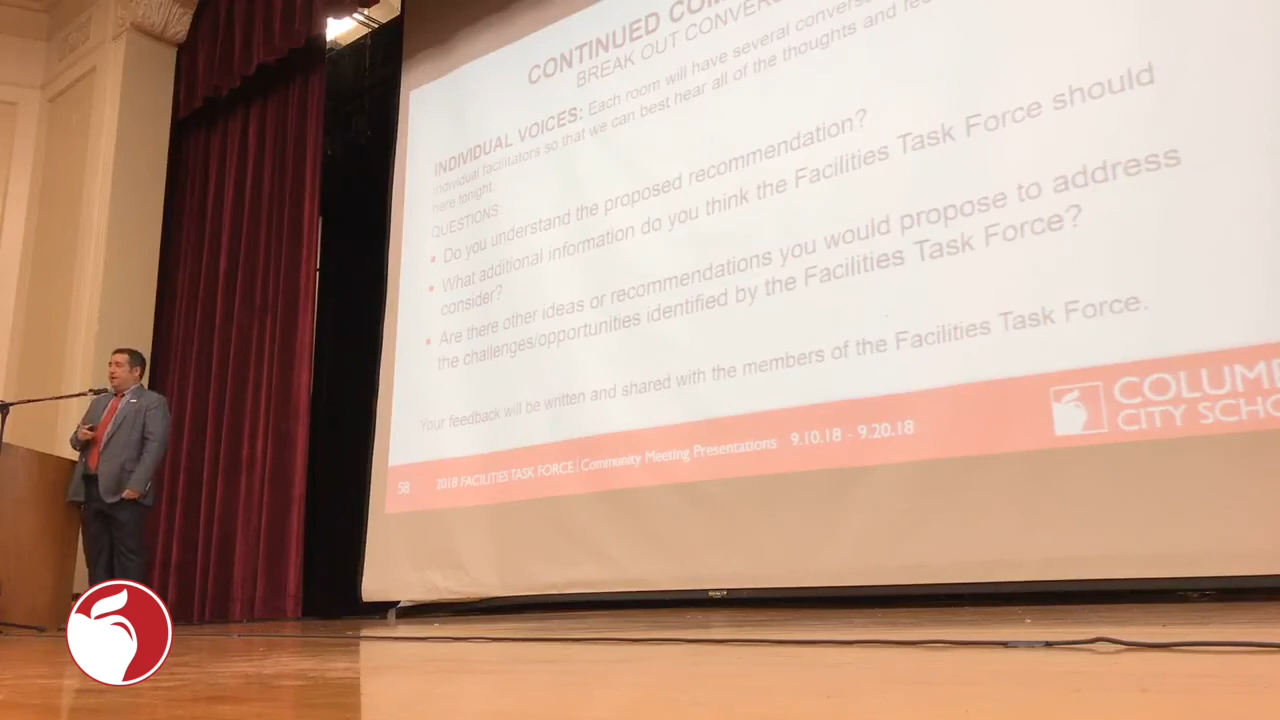 CONTINUED
BREAK OUT
INDIVIDUAL VOICES: Each room will have several
individual facilitators so that we can best hear all of the thoughts and
here tonight.
QUESTIONS:
Do you understand the proposed recommendation?
What additional information do you think the Facilities Task Force should
consider?
Are there other ideas or recommendations you would propose to address
the challenges/opportunities identified by the Facilities Task Force?
Your feedback will be written and shared with the members of the Facilities Task Force.
58 2018 FACILITIES TASK FORCE | Community Meeting Presentations 9.10.18 - 9.20.18
CITY